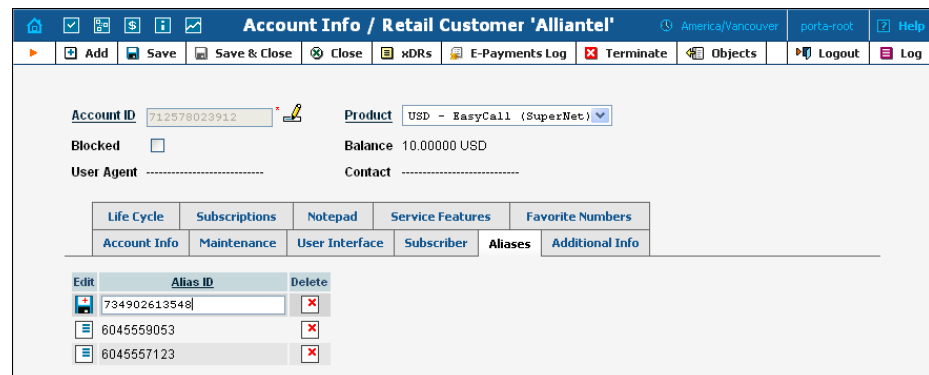 Account Info / Retail Customer 'Alliantel' America/Vancouver porta-root ? Help
Add Save Save & Close Close xDRs E-Payments Log Terminate Objects Logout Log
Account ID 712578023912 * Product USD - EasyCall (SuperNet)
Blocked Balance 10.00000 USD
User Agent --------------------------- Contact ---------------------------
Life Cycle Subscriptions Notepad Service Features Favorite Numbers
Account Info Maintenance User Interface Subscriber Aliases Additional Info
Edit Alias ID Delete
734902613548
6045559053
6045557123